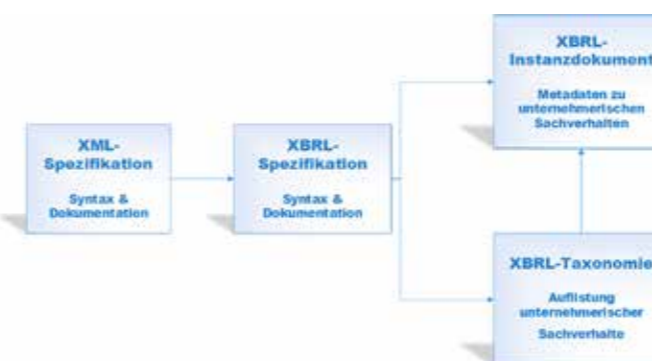 XML-
Spezifikation
Syntax &
Dokumentation
XBRL-
Spezifikation
Syntax &
Dokumentation
XBRL-
Instanzdokument
Metadaten zu
unternehmerischen
Sachverhalten
XBRL-Taxonomie
Auflistung
unternehmerischer
Sachverhalte